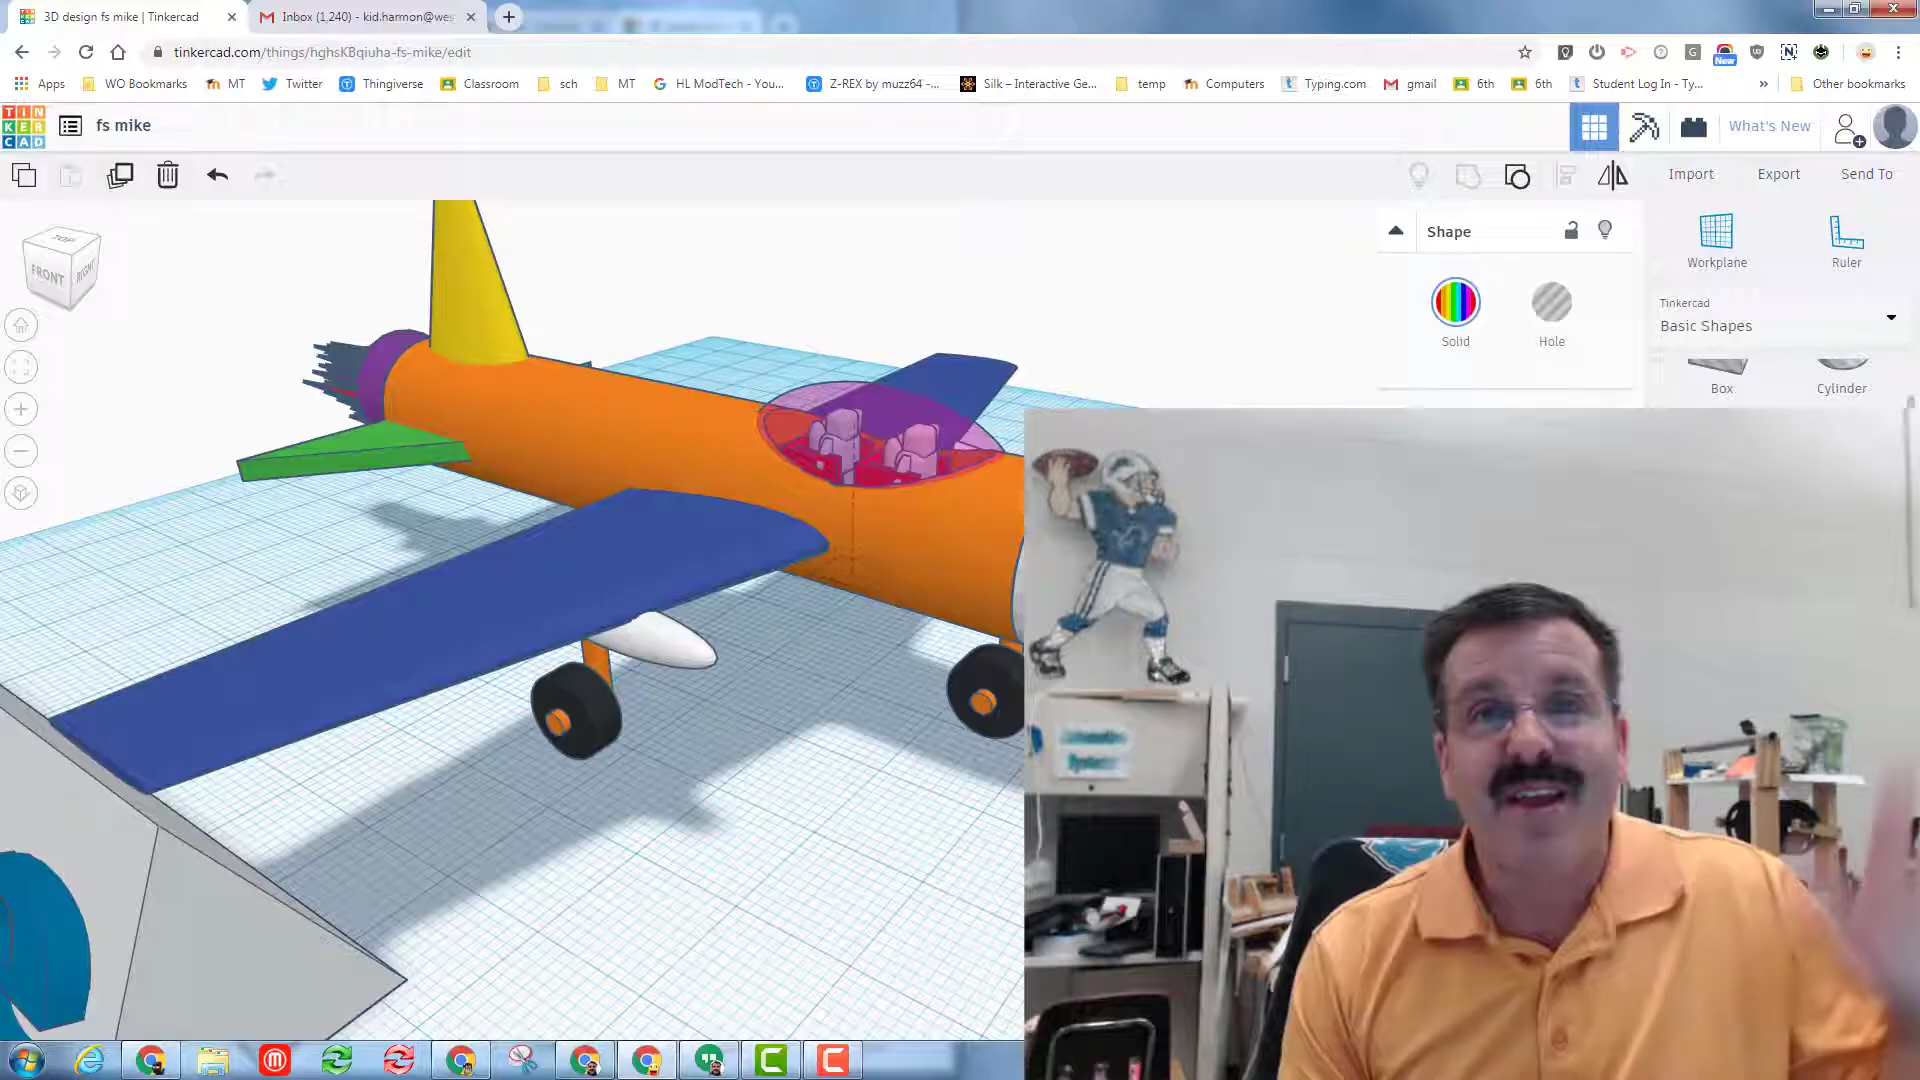 3D design fs mike | Tinkercad
Inbox (1,240) - kid.harmon@wes
tinkercad.com/things/hghsKBqiuha-fs-mike/edit
New
Apps WO Bookmarks MT Twitter Thingiverse Classroom sch MT HL ModTech - You... Z-REX by muzz64 -... Silk – Interactive Ge... temp Computers Typing.com gmail 6th 6th Student Log In - Ty... » Other bookmarks
TIN
KER
CAD
fs mike
What's New
Import Export Send To
TOP
FRONT
RIGHT
Shape
Solid Hole
Workplane Ruler
Tinkercad
Basic Shapes
Box Cylinder